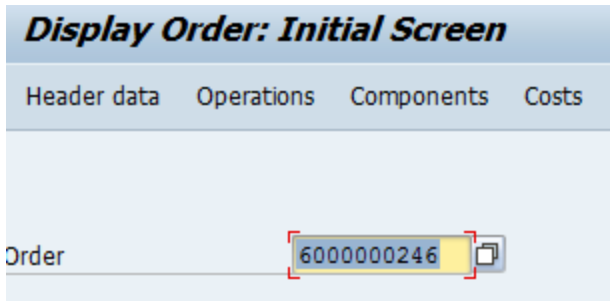 Display Order: Initial Screen
Header data Operations Components Costs
Order 6000000246